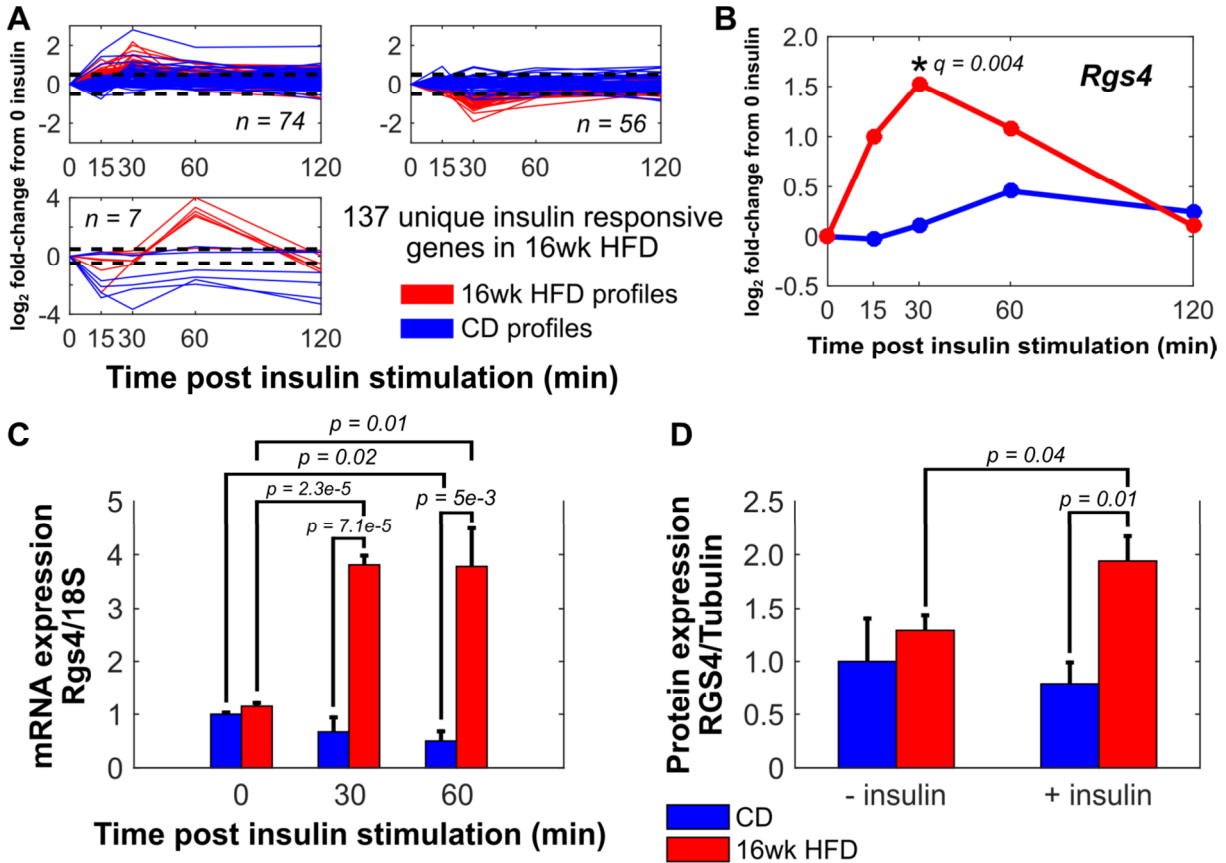 A
log₂ fold-change from 0 insulin
2
0
-2
n = 74
0 15 30 60 120
n = 56
2
0
-2
0 15 30 60 120
4
0
-4
n = 7
0 15 30 60 120
137 unique insulin responsive
genes in 16wk HFD
16wk HFD profiles
CD profiles
Time post insulin stimulation (min)
B
log₂ fold-change from 0 insulin
2.0
1.5
1.0
0.5
0
-0.5
* q = 0.004
Rgs4
0 15 30 60 120
Time post insulin stimulation (min)
C
mRNA expression
Rgs4/18S
p = 0.01
p = 0.02
p = 2.3e-5
p = 5e-3
p = 7.1e-5
5
4
3
2
1
0
0 30 60
Time post insulin stimulation (min)
D
Protein expression
RGS4/Tubulin
p = 0.04
p = 0.01
2.5
2.0
1.5
1.0
0.5
0
- insulin + insulin
CD
16wk HFD